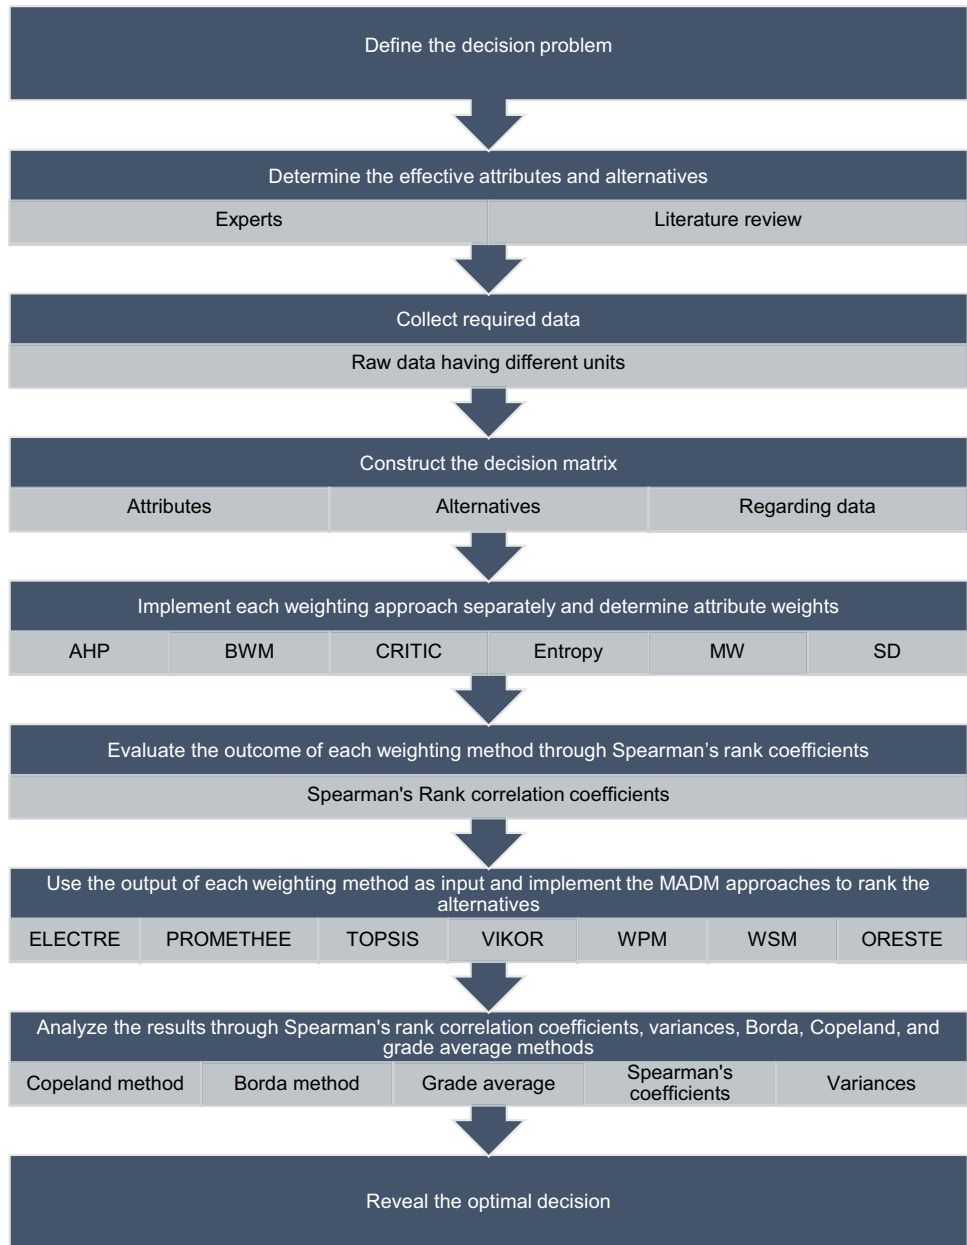 Define the decision problem
Determine the effective attributes and alternatives
Experts
Literature review
Collect required data
Raw data having different units
Construct the decision matrix
Attributes
Alternatives
Regarding data
Implement each weighting approach separately and determine attribute weights
AHP
BWM
CRITIC
Entropy
MW
SD
Evaluate the outcome of each weighting method through Spearman’s rank coefficients
Spearman's Rank correlation coefficients
Use the output of each weighting method as input and implement the MADM approaches to rank the
alternatives
ELECTRE
PROMETHEE
TOPSIS
VIKOR
WPM
WSM
ORESTE
Analyze the results through Spearman's rank correlation coefficients, variances, Borda, Copeland, and
grade average methods
Copeland method
Borda method
Grade average
Spearman's
coefficients
Variances
Reveal the optimal decision